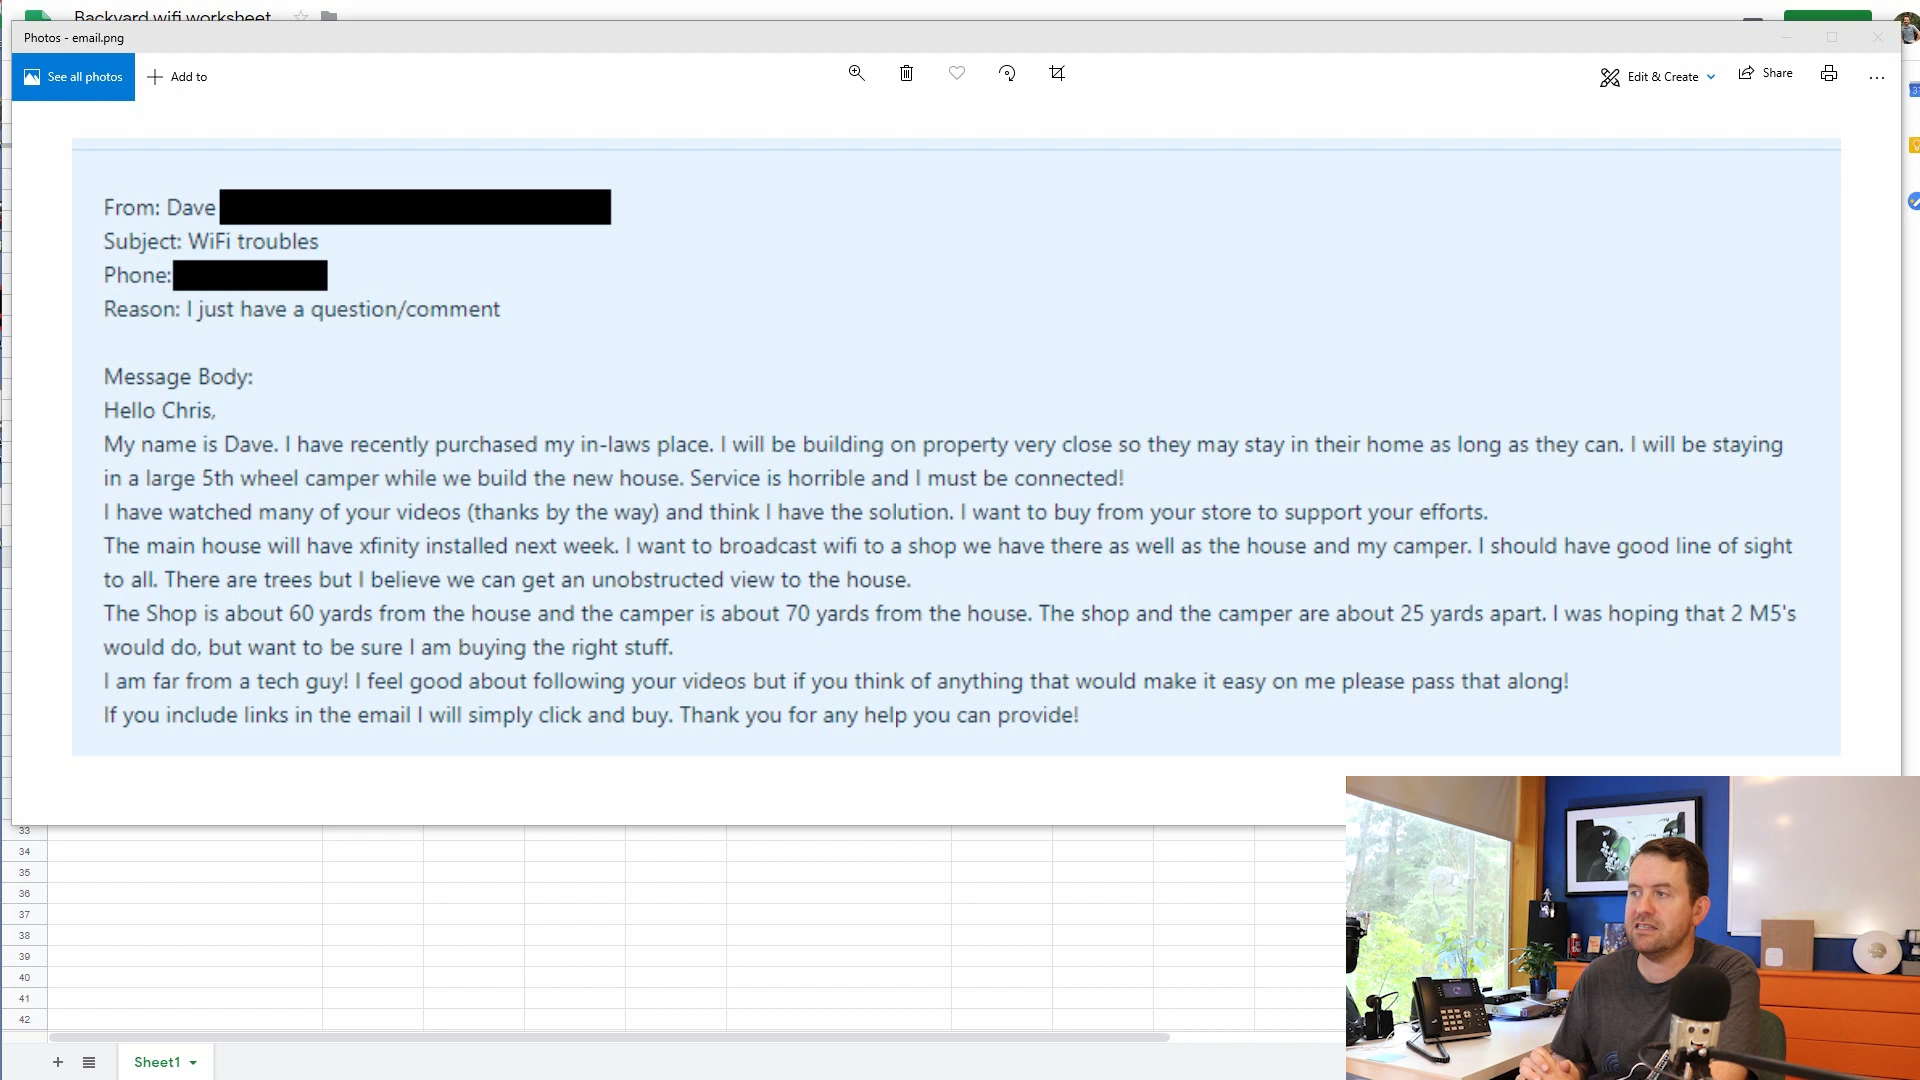 Backyard wifi worksheet
Photos - email.png
See all photos
Add to
Edit & Create
Share
From: Dave
Subject: WiFi troubles
Phone:
Reason: I just have a question/comment
Message Body:
Hello Chris,
My name is Dave. I have recently purchased my in-laws place. I will be building on property very close so they may stay in their home as long as they can. I will be staying
in a large 5th wheel camper while we build the new house. Service is horrible and I must be connected!
I have watched many of your videos (thanks by the way) and think I have the solution. I want to buy from your store to support your efforts.
The main house will have xfinity installed next week. I want to broadcast wifi to a shop we have there as well as the house and my camper. I should have good line of sight
to all. There are trees but I believe we can get an unobstructed view to the house.
The Shop is about 60 yards from the house and the camper is about 70 yards from the house. The shop and the camper are about 25 yards apart. I was hoping that 2 M5's
would do, but want to be sure I am buying the right stuff.
I am far from a tech guy! I feel good about following your videos but if you think of anything that would make it easy on me please pass that along!
If you include links in the email I will simply click and buy. Thank you for any help you can provide!
33
34
35
36
37
38
39
40
41
42
Sheet1